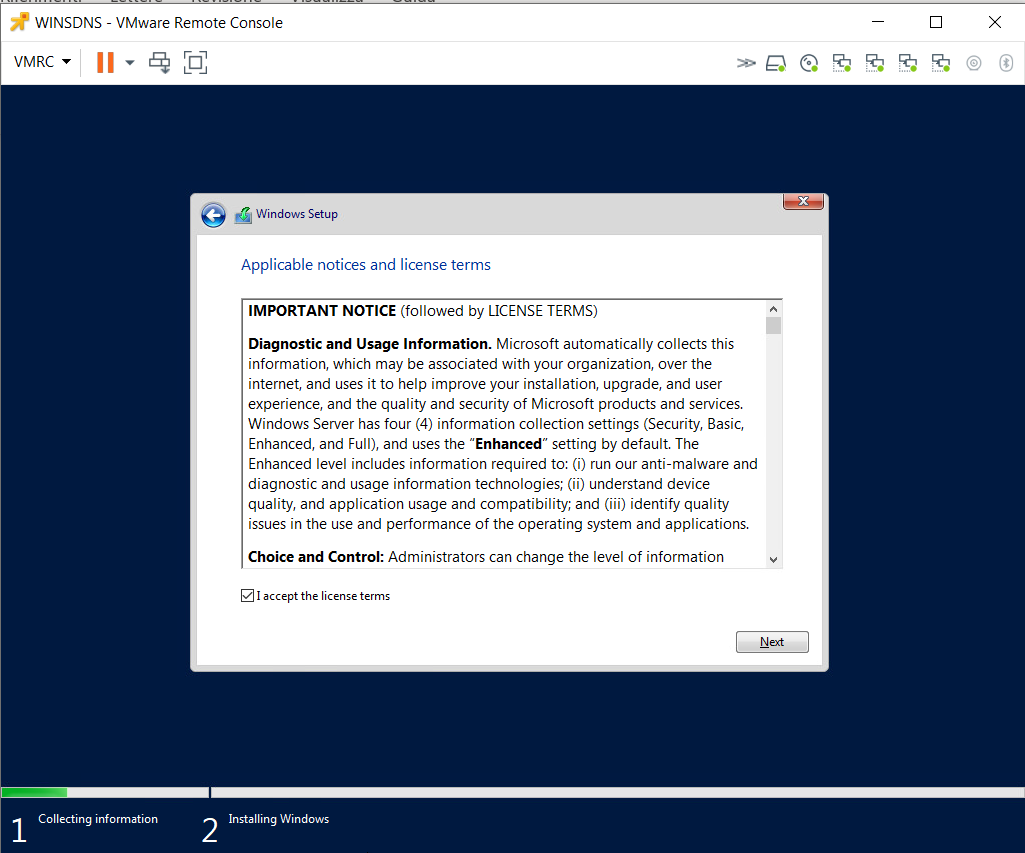 WINSDNS - VMware Remote Console
VMRC
Windows Setup
Applicable notices and license terms
IMPORTANT NOTICE (followed by LICENSE TERMS)
Diagnostic and Usage Information. Microsoft automatically collects this
information, which may be associated with your organization, over the
internet, and uses it to help improve your installation, upgrade, and user
experience, and the quality and security of Microsoft products and services.
Windows Server has four (4) information collection settings (Security, Basic,
Enhanced, and Full), and uses the “Enhanced” setting by default. The
Enhanced level includes information required to: (i) run our anti-malware and
diagnostic and usage information technologies; (ii) understand device
quality, and application usage and compatibility; and (iii) identify quality
issues in the use and performance of the operating system and applications.
Choice and Control: Administrators can change the level of information
I accept the license terms
Next
1 Collecting information
2 Installing Windows